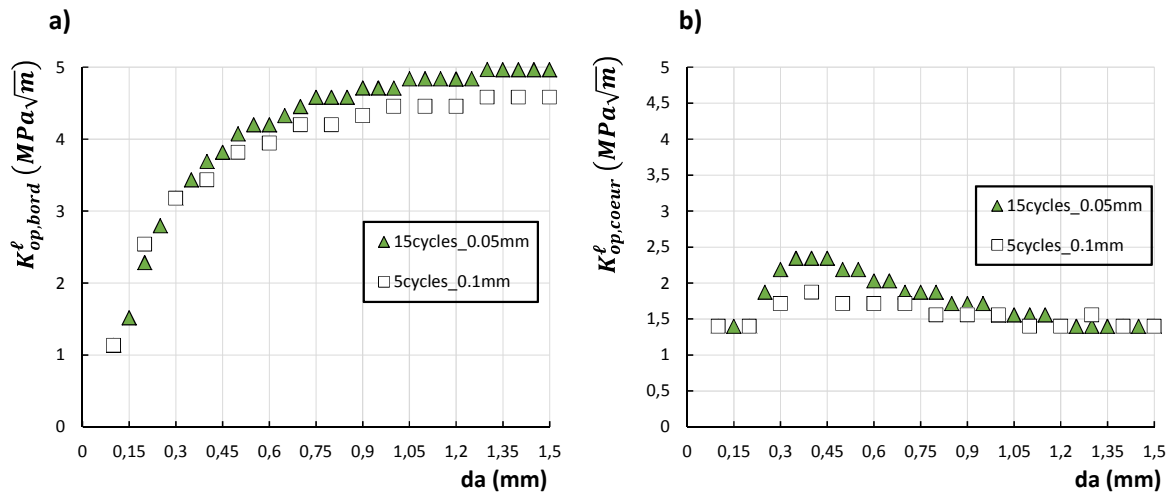 a)
K^ℓ_op,bord (MPa√m)
5
4
3
2
1
0
0 0,15 0,3 0,45 0,6 0,75 0,9 1,05 1,2 1,35 1,5
da (mm)
15cycles_0.05mm
5cycles_0.1mm
b)
K^ℓ_op,coeur (MPa√m)
5
4,5
4
3,5
3
2,5
2
1,5
1
0,5
0
0 0,15 0,3 0,45 0,6 0,75 0,9 1,05 1,2 1,35 1,5
da (mm)
15cycles_0.05mm
5cycles_0.1mm